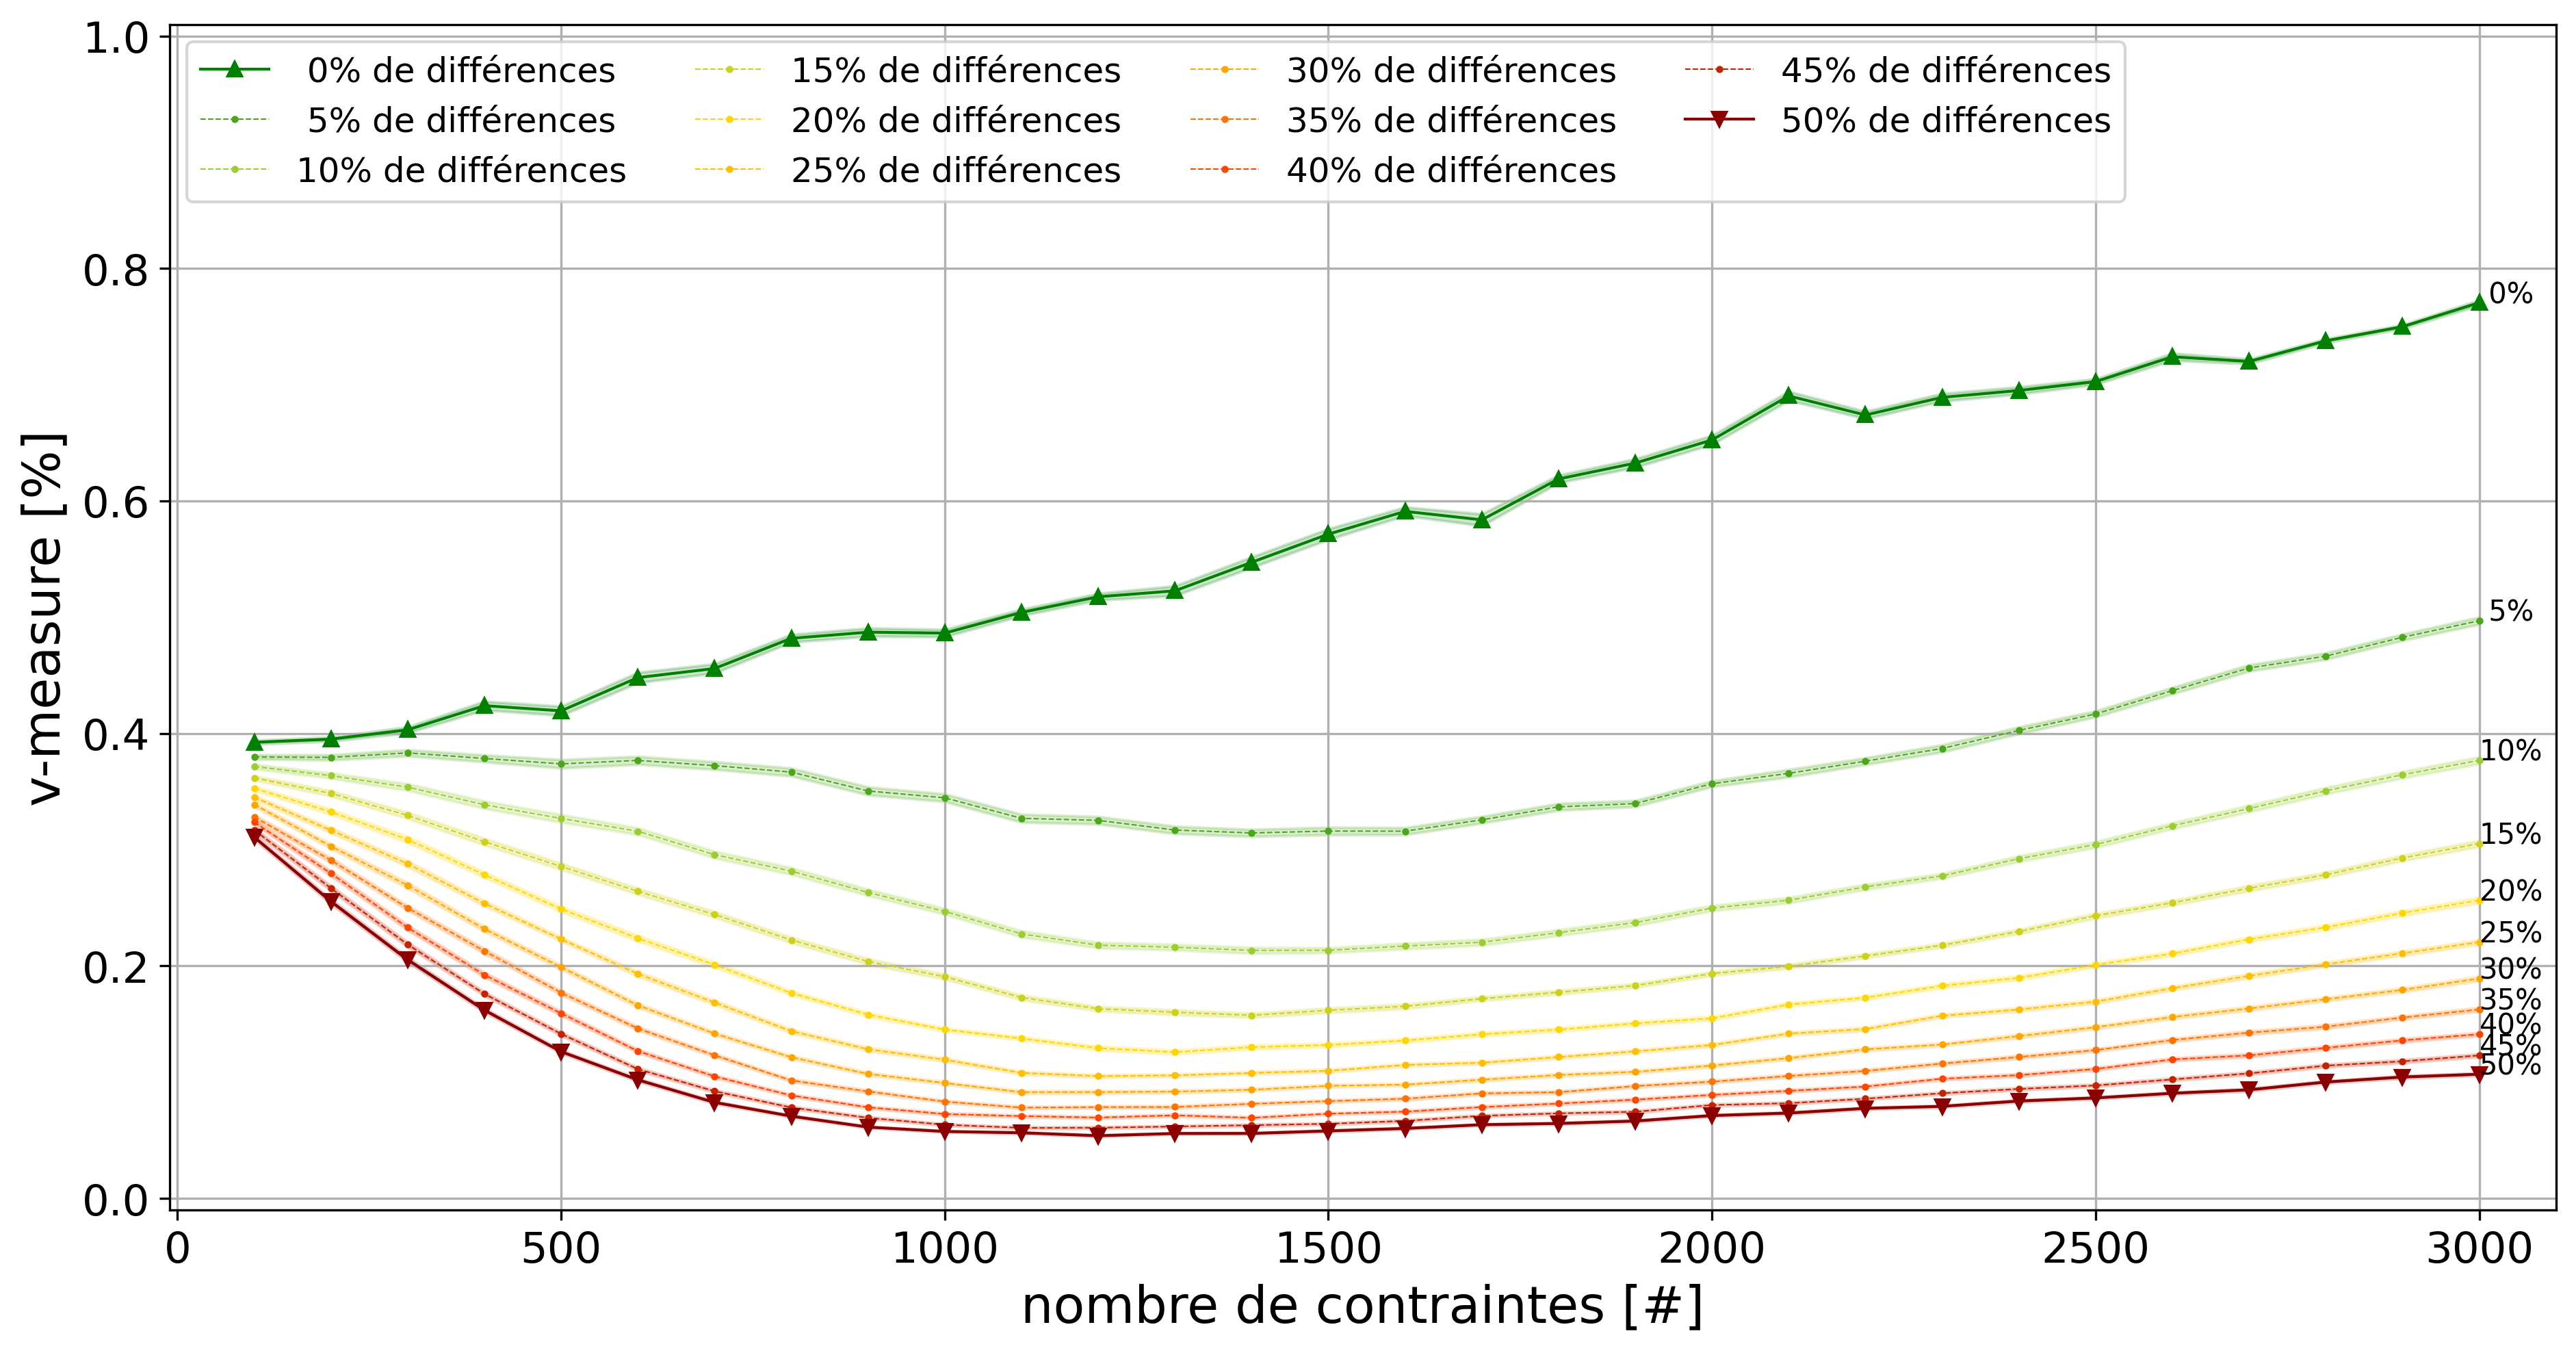 v-measure [%]
1.0
0.8
0.6
0.4
0.2
0.0
0% de différences
5% de différences
10% de différences
15% de différences
20% de différences
25% de différences
30% de différences
35% de différences
40% de différences
45% de différences
50% de différences
0%
5%
10%
15%
20%
25%
30%
35%
40%
45%
50%
0 500 1000 1500 2000 2500 3000
nombre de contraintes [#]